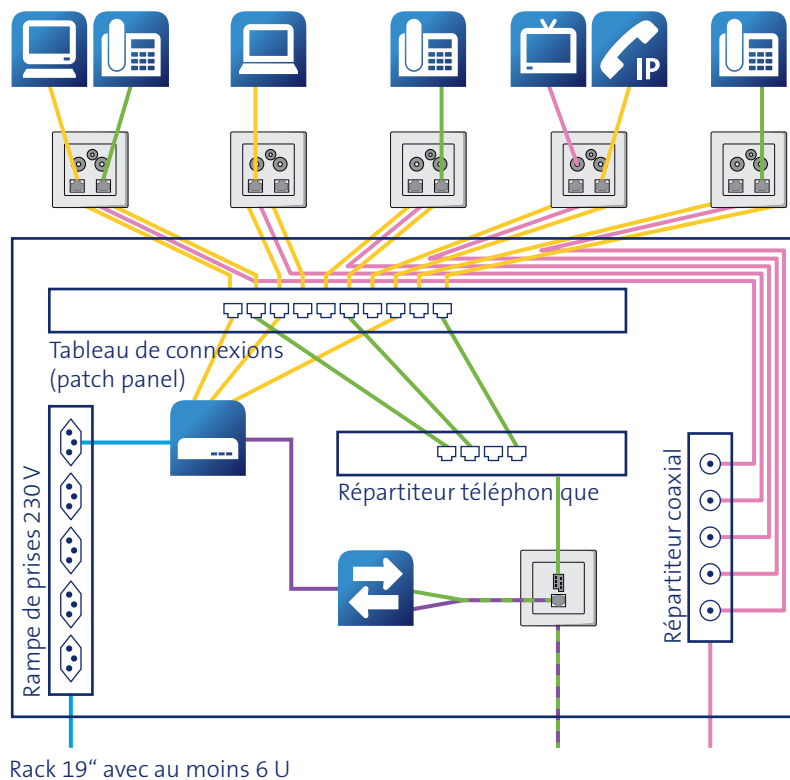 IP
Tableau de connexions
(patch panel)
Répartiteur téléphonique
Rampe de prises 230 V
Répartiteur coaxial
Rack 19“ avec au moins 6 U